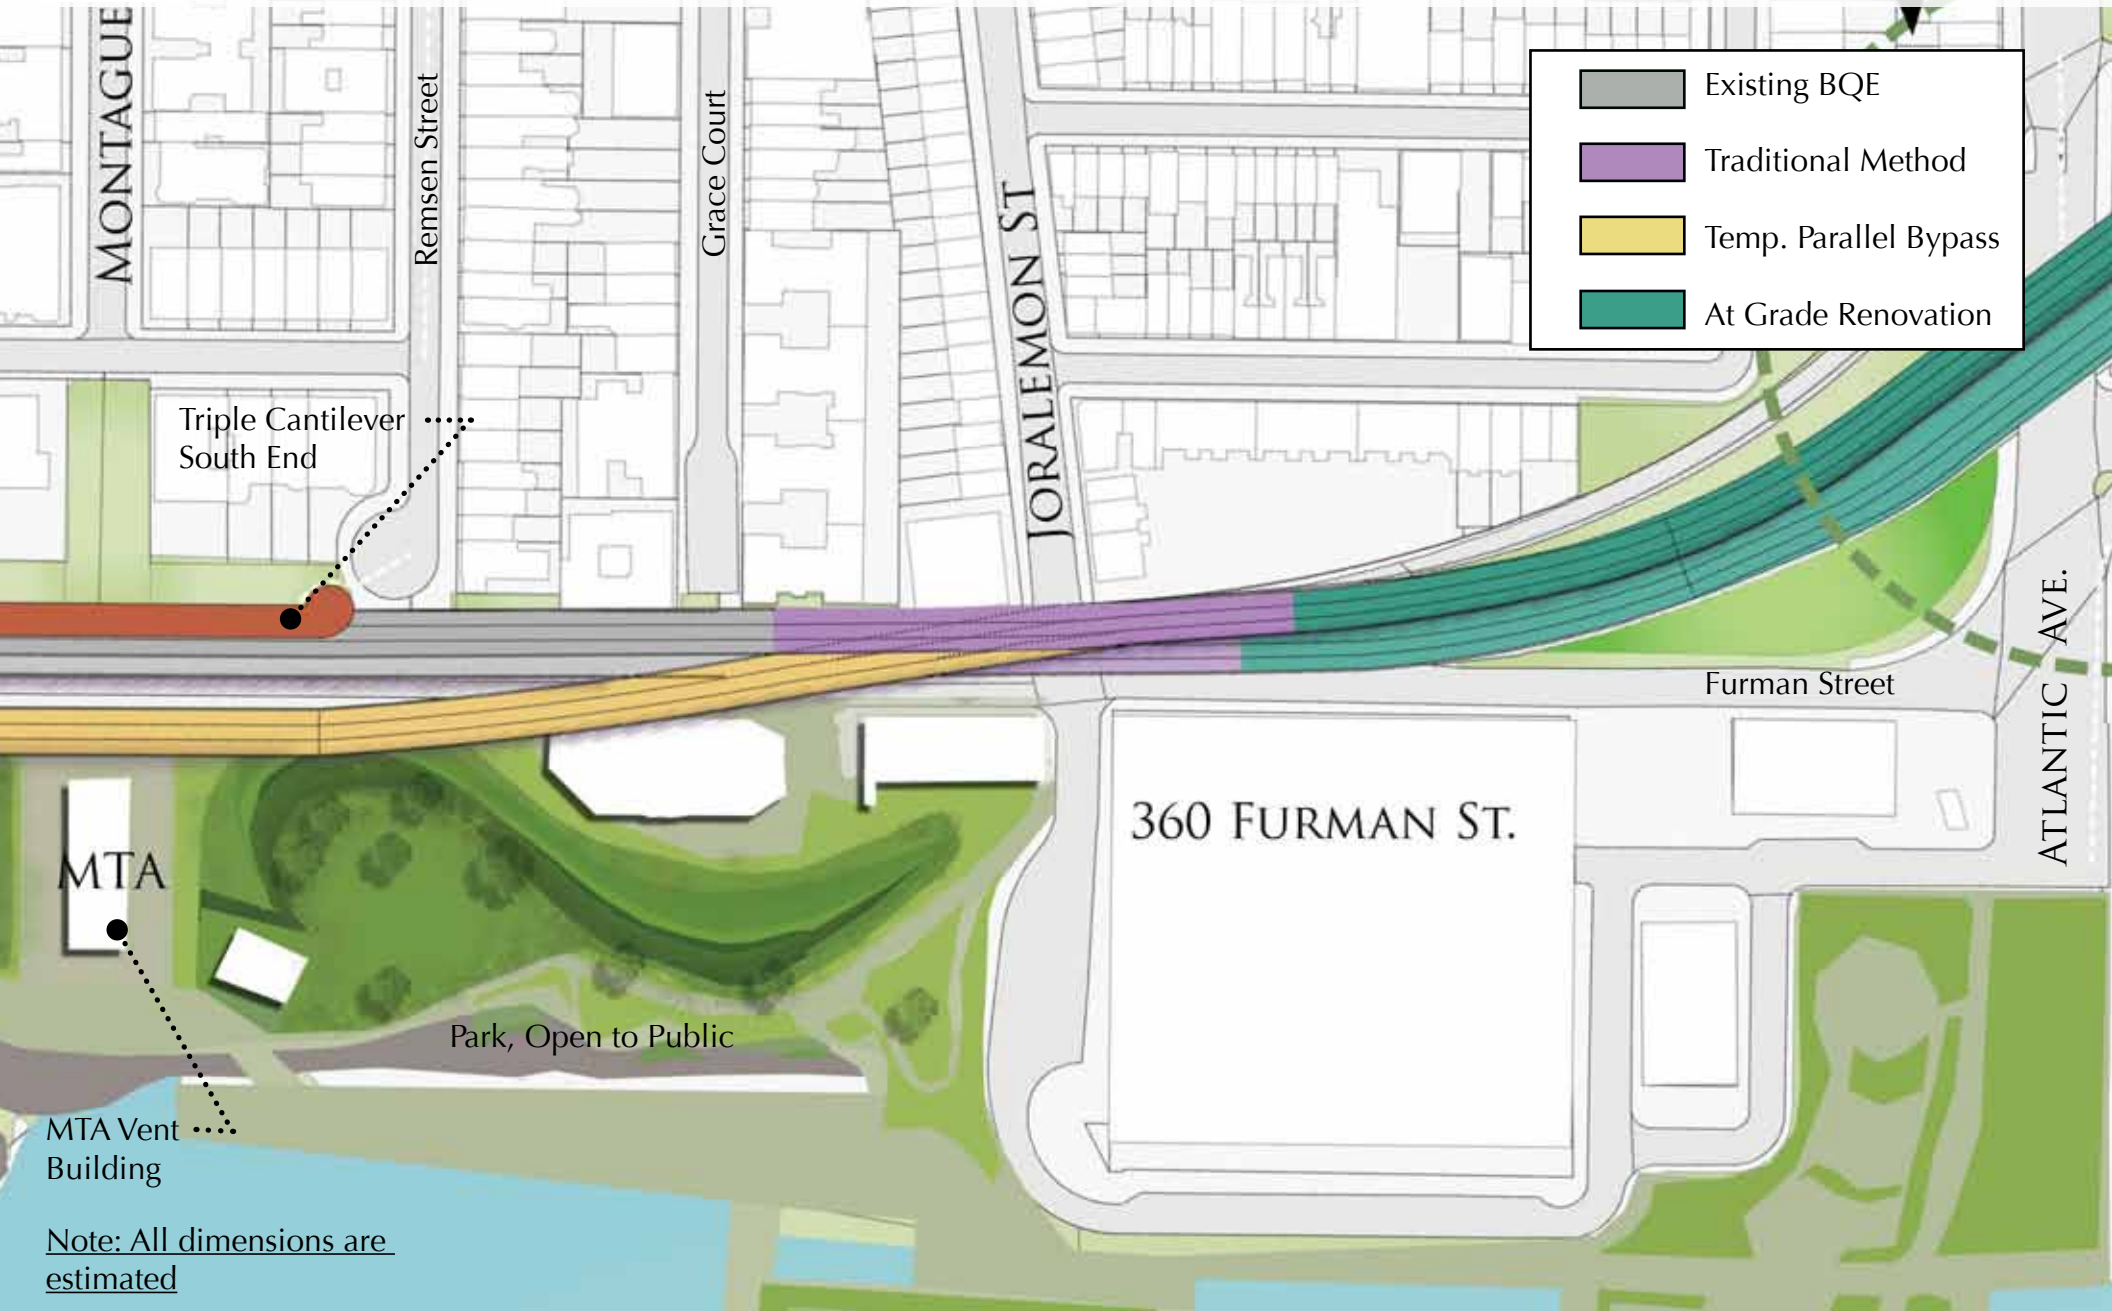 MONTAGUE
Remsen Street
Grace Court
JORALEMON ST
Existing BQE
Traditional Method
Temp. Parallel Bypass
At Grade Renovation
Triple Cantilever
South End
Furman Street
ATLANTIC AVE.
360 FURMAN ST.
MTA
Park, Open to Public
MTA Vent
Building
Note: All dimensions are
estimated